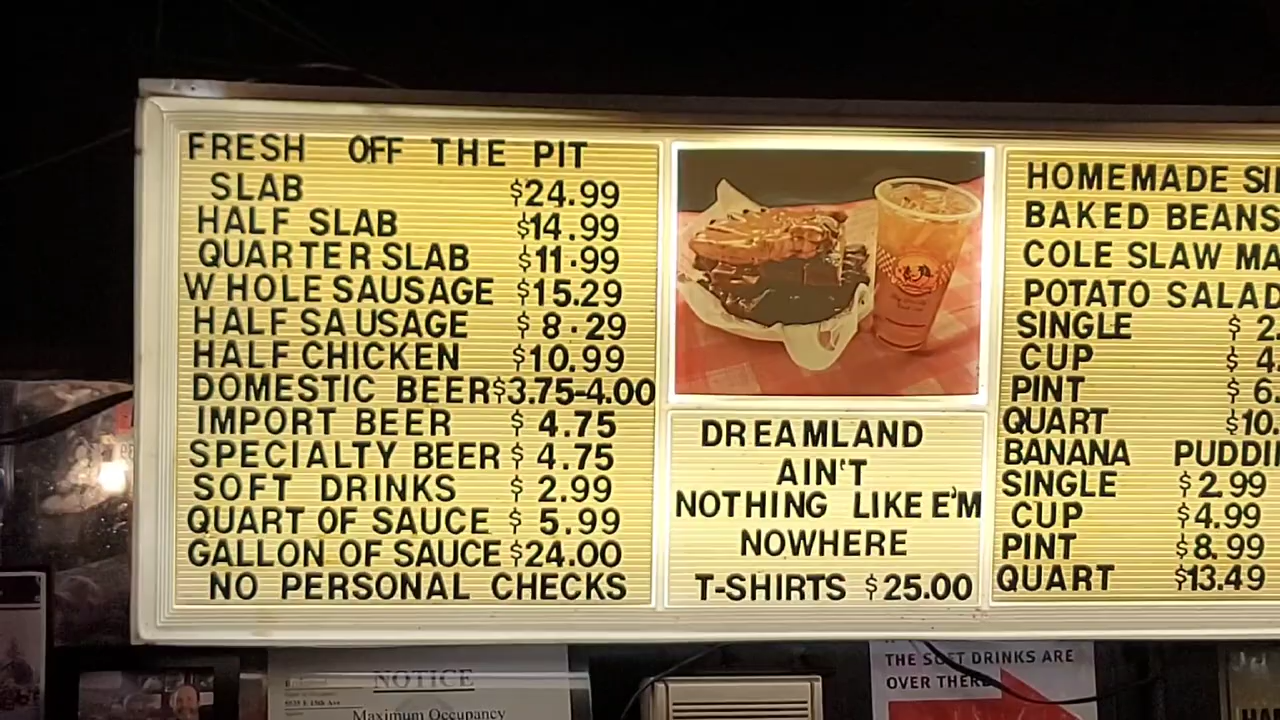 FRESH OFF THE PIT
SLAB $24.99
HALF SLAB $14.99
QUARTER SLAB $11.99
WHOLE SAUSAGE $15.29
HALF SAUSAGE $8.29
HALF CHICKEN $10.99
DOMESTIC BEER $3.75-4.00
IMPORT BEER $4.75
SPECIALTY BEER $4.75
SOFT DRINKS $2.99
QUART OF SAUCE $5.99
GALLON OF SAUCE $24.00
NO PERSONAL CHECKS
DREAMLAND
AIN'T
NOTHING LIKE E'M
NOWHERE
T-SHIRTS $25.00
HOMEMADE
BAKED BEANS
COLE SLAW
POTATO SALAD
SINGLE $2.
CUP $4.
PINT $6.
QUART $10.
BANANA
SINGLE $2.99
CUP $4.99
PINT $8.99
QUART $13.49
NOTICE
Maximum Occupancy
THE SOFT DRINKS ARE
OVER THERE